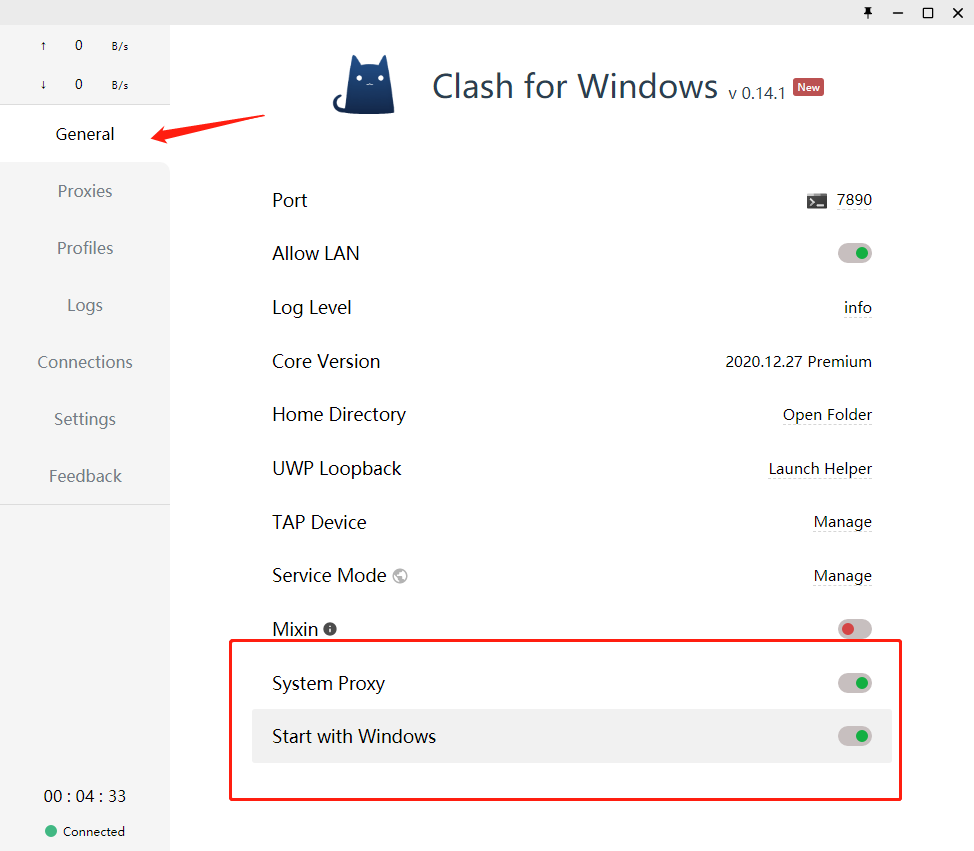 ↑ 0 B/s
↓ 0 B/s
General
Proxies
Profiles
Logs
Connections
Settings
Feedback
00 : 04 : 33
Connected
Clash for Windows v 0.14.1 New
Port 7890
Allow LAN
Log Level info
Core Version 2020.12.27 Premium
Home Directory Open Folder
UWP Loopback Launch Helper
TAP Device Manage
Service Mode Manage
Mixin
System Proxy
Start with Windows